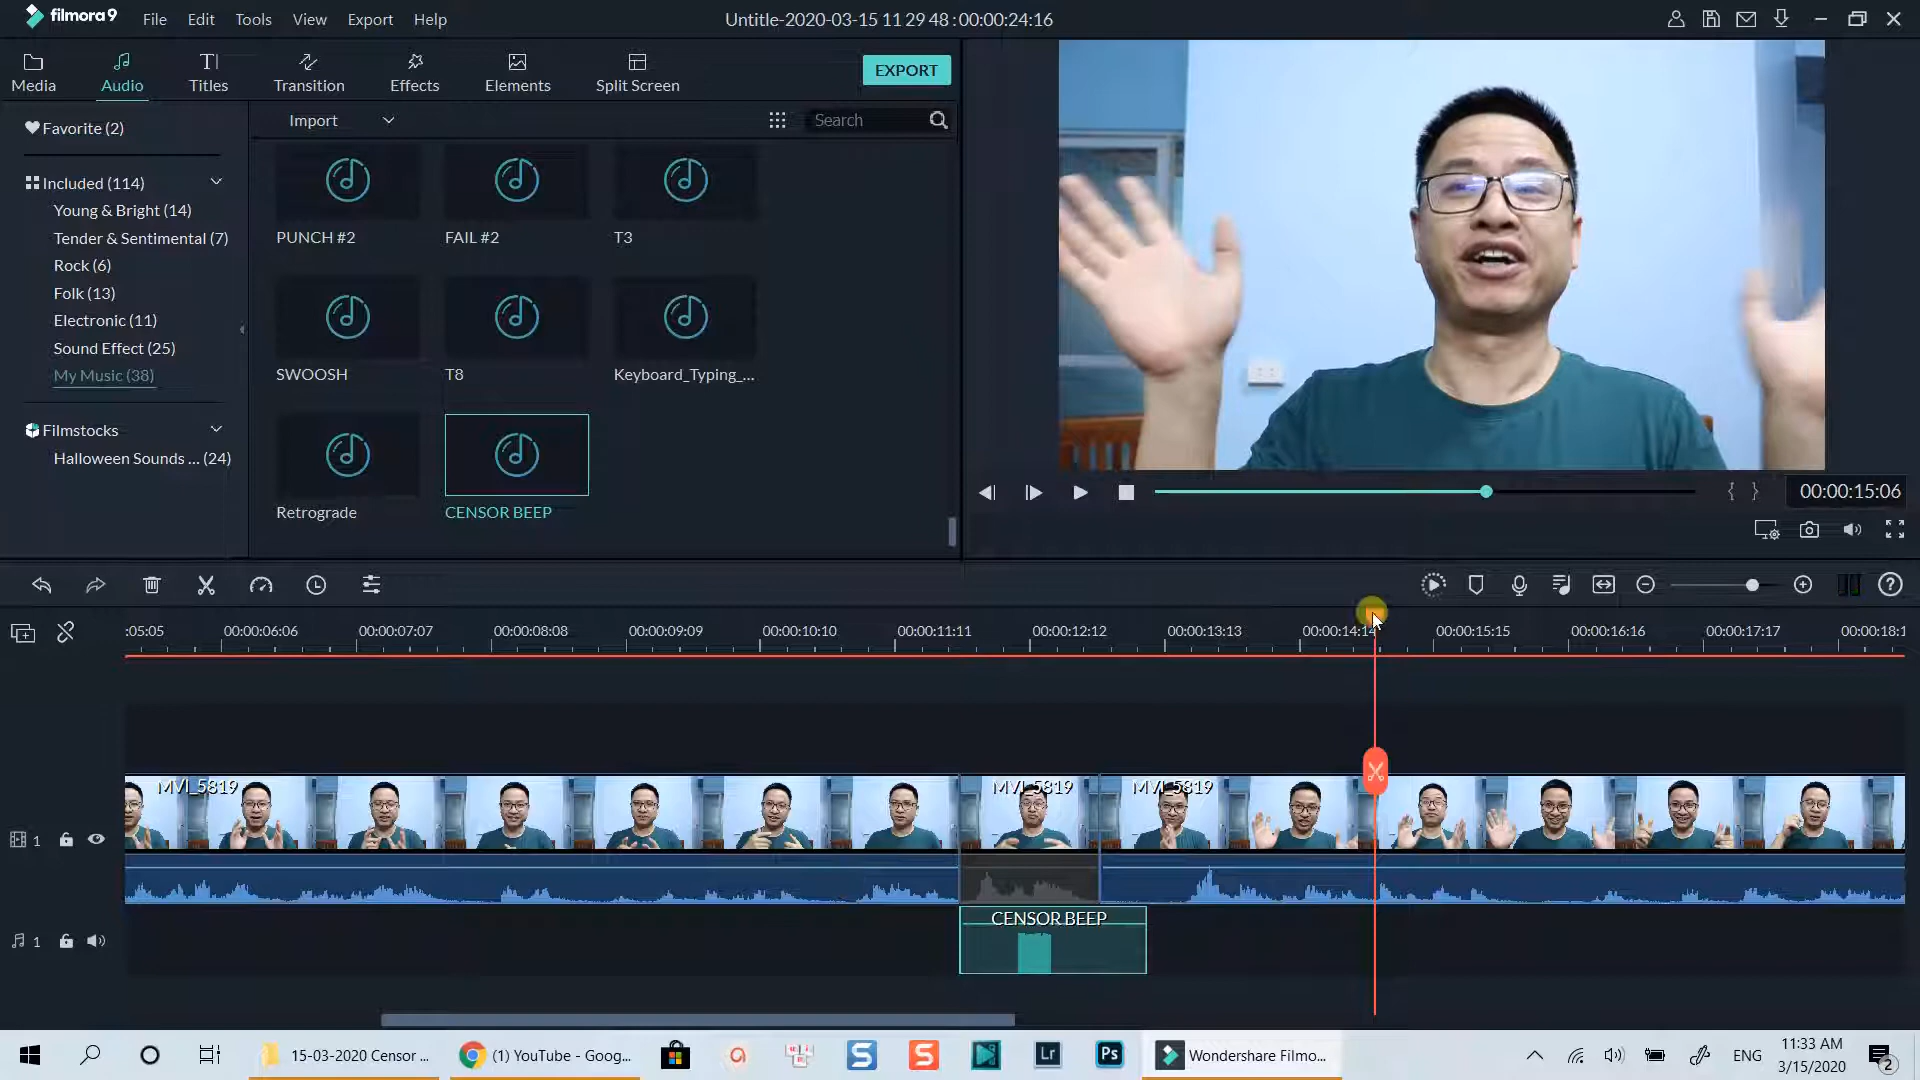 filmora9
File Edit Tools View Export Help
Untitle-2020-03-15 11 29 48 : 00:00:24:16
Media
Audio
Titles
Transition
Effects
Elements
Split Screen
EXPORT
Favorite (2)
Included (114)
Young & Bright (14)
Tender & Sentimental (7)
Rock (6)
Folk (13)
Electronic (11)
Sound Effect (25)
My Music (38)
Filmstocks
Halloween Sounds ... (24)
Import
Search
PUNCH #2
FAIL #2
T3
SWOOSH
T8
Keyboard_Typing_...
Retrograde
CENSOR BEEP
00:00:15:06
:05:05 00:00:06:06 00:00:07:07 00:00:08:08 00:00:09:09 00:00:10:10 00:00:11:11 00:00:12:12 00:00:13:13 00:00:14:14 00:00:15:15 00:00:16:16 00:00:17:17 00:00:18:1
MVI_5819
MVI_5819
MVI_5819
1
CENSOR BEEP
1
15-03-2020 Censor ...
(1) YouTube - Goog...
S
S
Lr
Ps
Wondershare Filmo...
ENG
11:33 AM
3/15/2020
2